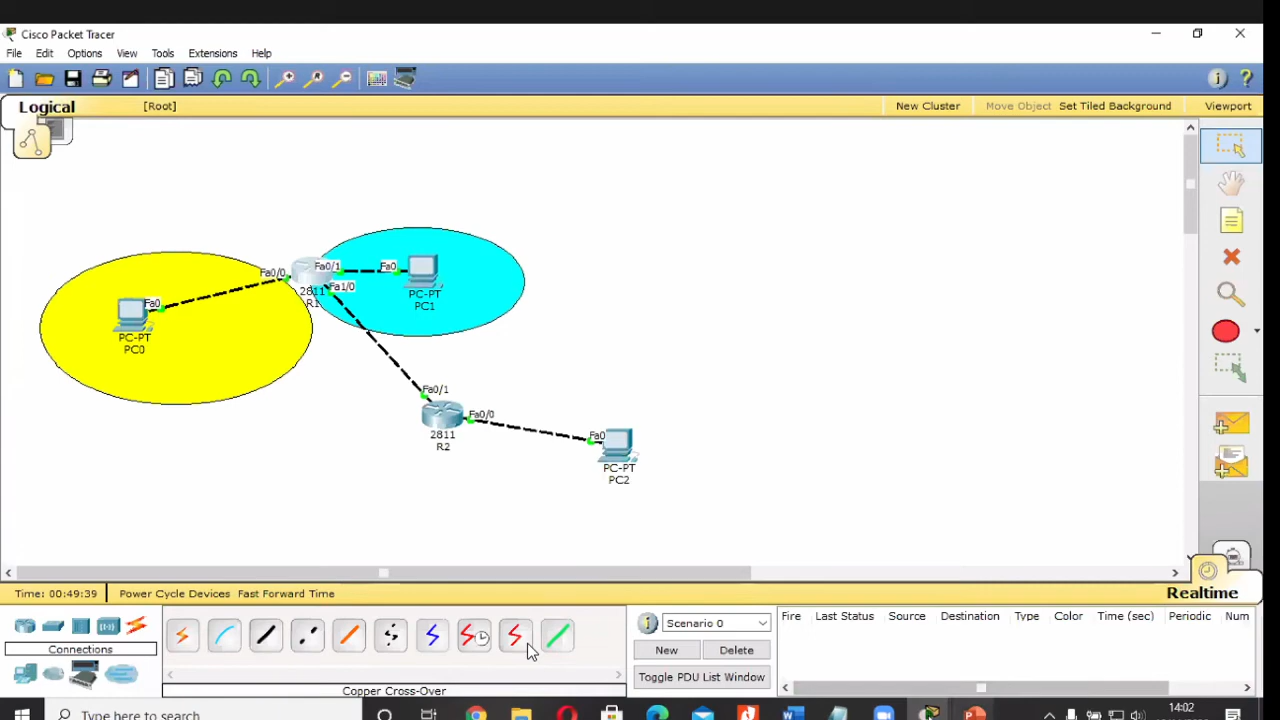 Cisco Packet Tracer
File Edit Options View Tools Extensions Help
Logical [Root] New Cluster Move Object Set Tiled Background Viewport
Fa0/0 Fa0/1 Fa0
Fa1/0
2811
R1
PC-PT
PC1
Fa0
PC-PT
PC0
Fa0/1
Fa0/0
2811
R2
Fa0
PC-PT
PC2
Time: 00:49:39 Power Cycle Devices Fast Forward Time Realtime
Connections
Copper Cross-Over
Scenario 0
New Delete
Toggle PDU List Window
Fire Last Status Source Destination Type Color Time (sec) Periodic Num
Type here to search
14:02